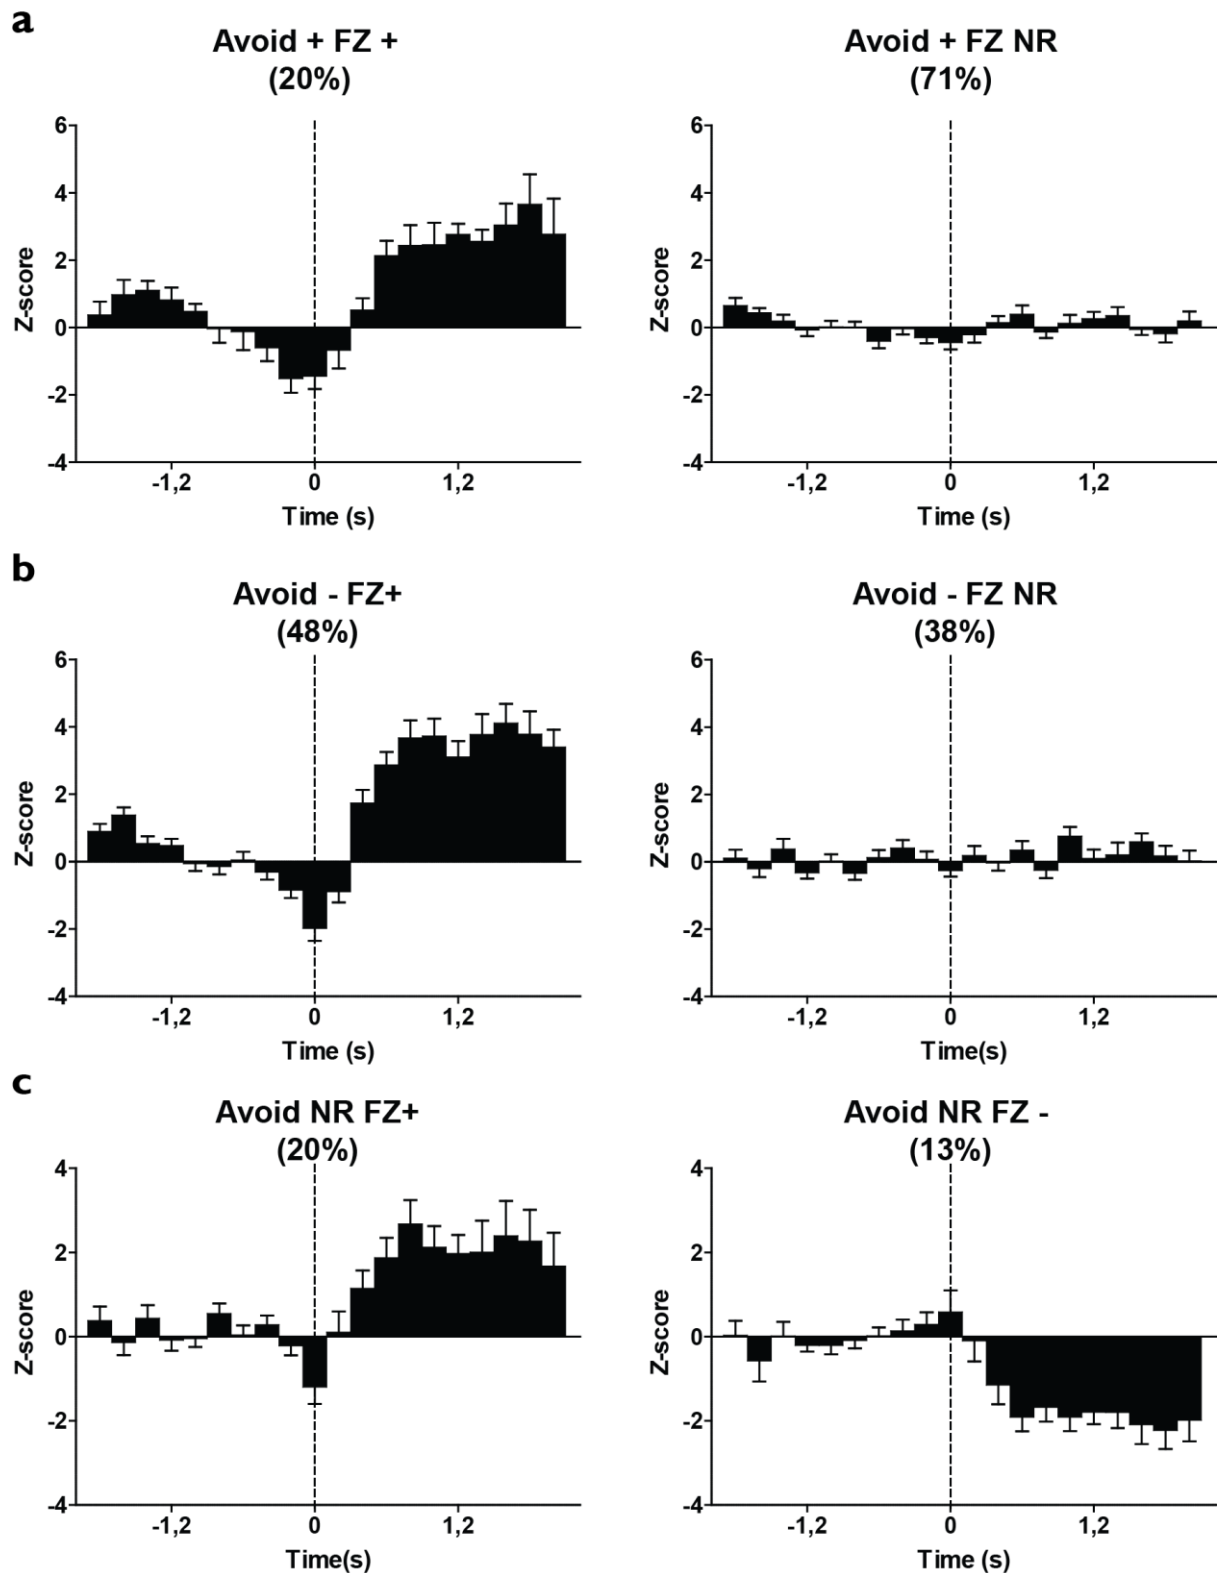 a
Avoid + FZ +
(20%)
6
4
2
0
-2
-4
Z-score
-1,2 0 1,2
Time (s)
Avoid + FZ NR
(71%)
6
4
2
0
-2
-4
Z-score
-1,2 0 1,2
Time (s)
b
Avoid - FZ+
(48%)
6
4
2
0
-2
-4
Z-score
-1,2 0 1,2
Time (s)
Avoid - FZ NR
(38%)
6
4
2
0
-2
-4
Z-score
-1,2 0 1,2
Time(s)
c
Avoid NR FZ+
(20%)
4
2
0
-2
-4
Z-score
-1,2 0 1,2
Time(s)
Avoid NR FZ -
(13%)
4
2
0
-2
-4
Z-score
-1,2 0 1,2
Time (s)